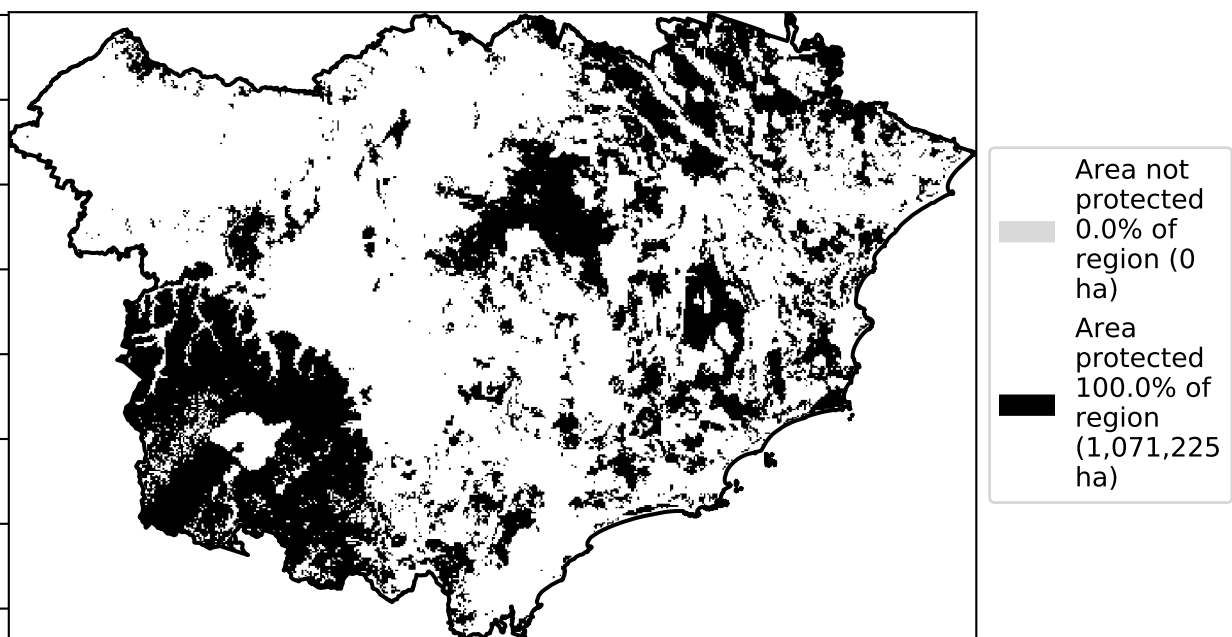 Area not
protected
0.0% of
region (0
ha)
Area
protected
100.0% of
region
(1,071,225
ha)